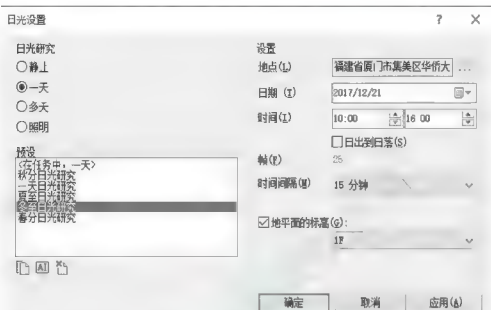 日光设置
? ×
日光研究
○静止
◉一天
○多天
○照明
预设
<在任务中，一天>
秋分日光研究
一天日光研究
夏至日光研究
冬至日光研究
春分日光研究
AI
设置
地点(L) 福建省厦门市集美区华侨大 ...
日期 (I) 2017/12/21
时间(I) 10:00 16 00
□日出到日落(S)
帧(P) 25
时间间隔(M) 15 分钟
☑地平面的标高(G):
1F
确定 取消 应用(A)